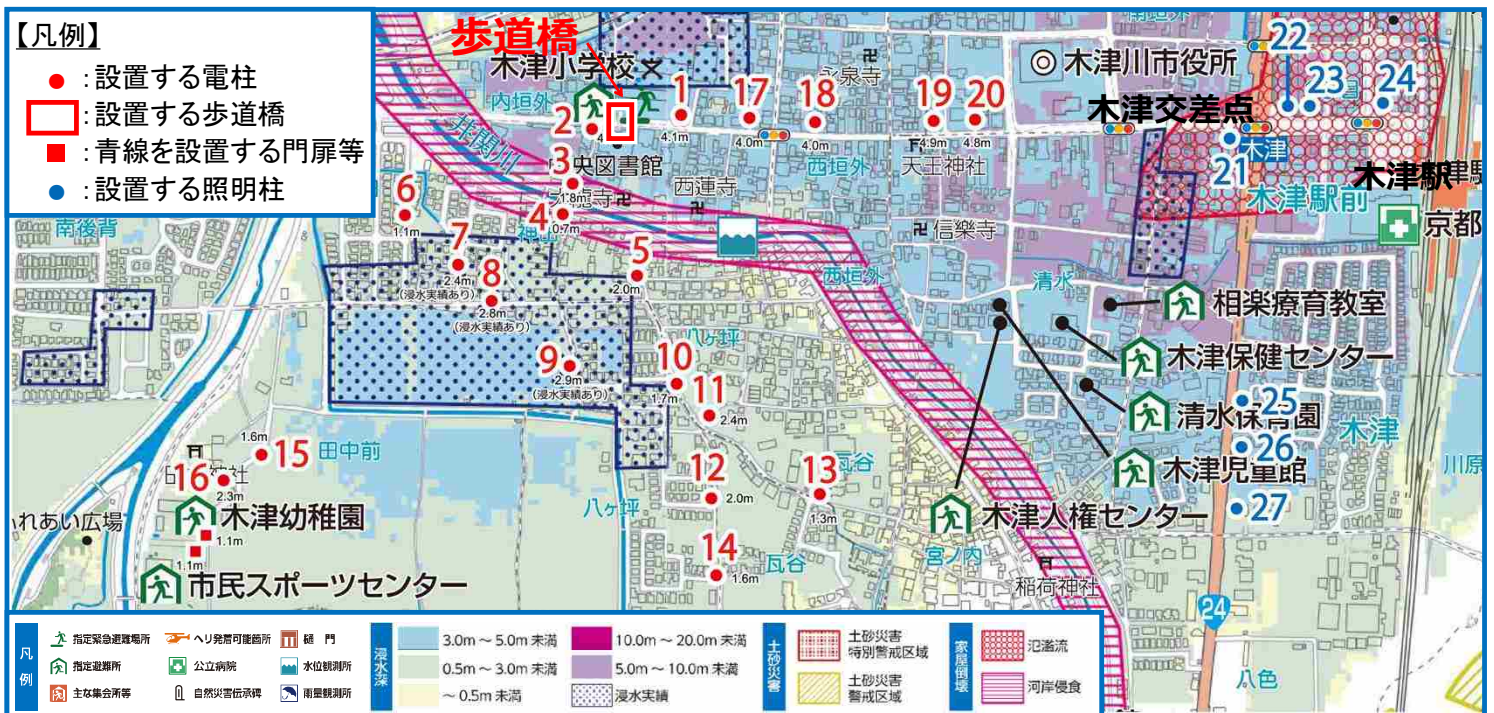 【凡例】
:設置する電柱
:設置する歩道橋
:青線を設置する門扉等
:設置する照明柱
歩道橋
木津小学校
内垣外
南垣外
永泉寺
木津川市役所
木津交差点
22
23
24
1
17
18
19
20
2
4.1m
4.0m
4.0m
4.9m
4.8m
21
木津
木津駅
木津駅前
京都
井関川
中央図書館
西蓮寺
西垣外
天王神社
3
1.8m
4
0.7m
6
1.1m
南後背
信樂寺
7
2.4m
(浸水実績あり)
8
2.8m
(浸水実績あり)
5
2.0m
西垣外
清水
相楽療育教室
木津保健センター
9
2.9m
(浸水実績あり)
八ヶ坪
10
1.7m
11
2.4m
清水保育園
25
木津
26
木津児童館
27
川原
1.6m
15
田中前
16
2.3m
木津幼稚園
れあい広場
1.1m
1.1m
市民スポーツセンター
12
2.0m
八ヶ坪
13
1.3m
瓦谷
木津人権センター
宮ノ内
14
1.6m
瓦谷
稲荷神社
24
八色
凡例
指定緊急避難場所
ヘリ発着可能箇所
樋 門
指定避難所
公立病院
水位観測所
主な集会所等
自然災害伝承碑
雨量観測所
浸水深
3.0m ～ 5.0m 未満
10.0m ～ 20.0m 未満
0.5m ～ 3.0m 未満
5.0m ～ 10.0m 未満
～ 0.5m 未満
浸水実績
土砂災害
土砂災害
特別警戒区域
土砂災害
警戒区域
家屋倒壊
氾濫流
河岸侵食